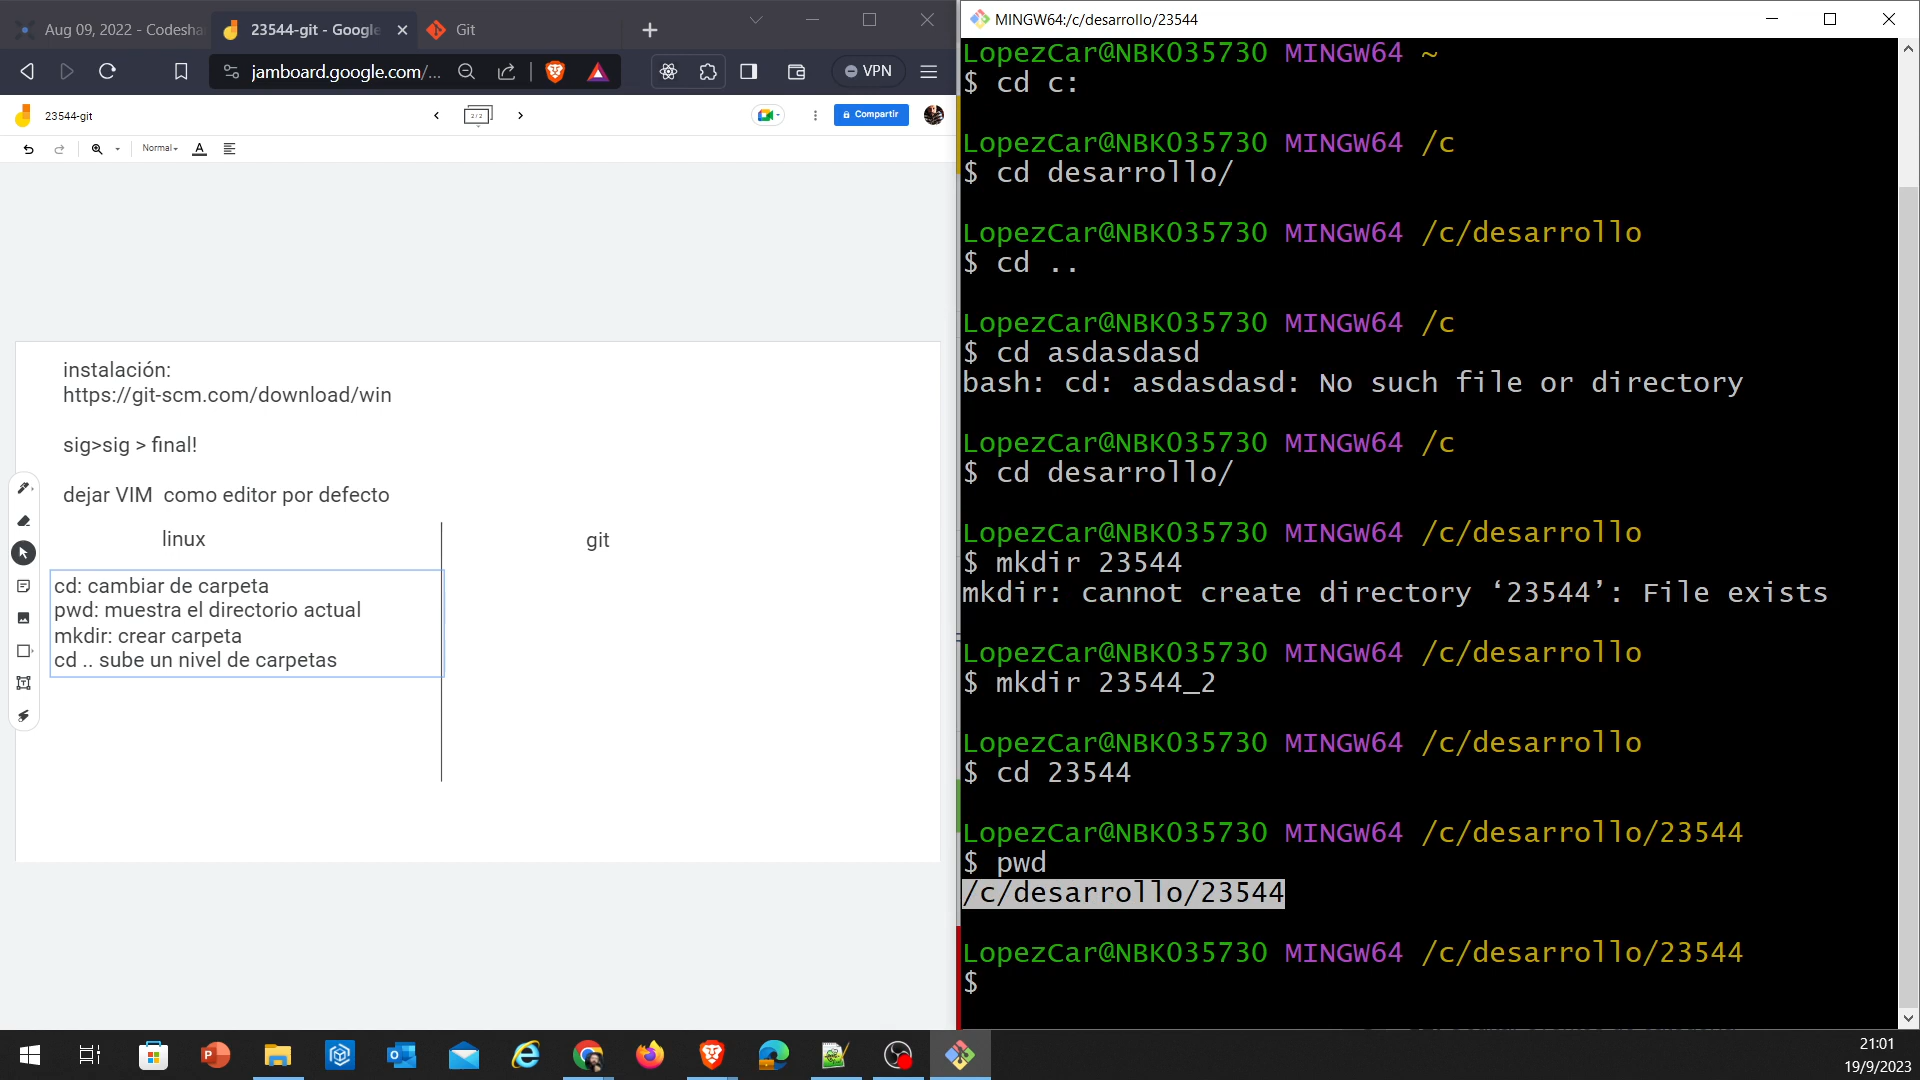 Aug 09, 2022 - Codesha
23544-git - Google
Git
jamboard.google.com/...
VPN
23544-git
2/2
Compartir
Normal
instalación:
https://git-scm.com/download/win
sig>sig > final!
dejar VIM como editor por defecto
linux
git
cd: cambiar de carpeta
pwd: muestra el directorio actual
mkdir: crear carpeta
cd .. sube un nivel de carpetas
MINGW64:/c/desarrollo/23544
LopezCar@NBK035730 MINGW64 ~
$ cd c:
LopezCar@NBK035730 MINGW64 /c
$ cd desarrollo/
LopezCar@NBK035730 MINGW64 /c/desarrollo
$ cd ..
LopezCar@NBK035730 MINGW64 /c
$ cd asdasdasd
bash: cd: asdasdasd: No such file or directory
LopezCar@NBK035730 MINGW64 /c
$ cd desarrollo/
LopezCar@NBK035730 MINGW64 /c/desarrollo
$ mkdir 23544
mkdir: cannot create directory ‘23544’: File exists
LopezCar@NBK035730 MINGW64 /c/desarrollo
$ mkdir 23544_2
LopezCar@NBK035730 MINGW64 /c/desarrollo
$ cd 23544
LopezCar@NBK035730 MINGW64 /c/desarrollo/23544
$ pwd
/c/desarrollo/23544
LopezCar@NBK035730 MINGW64 /c/desarrollo/23544
$
21:01
19/9/2023